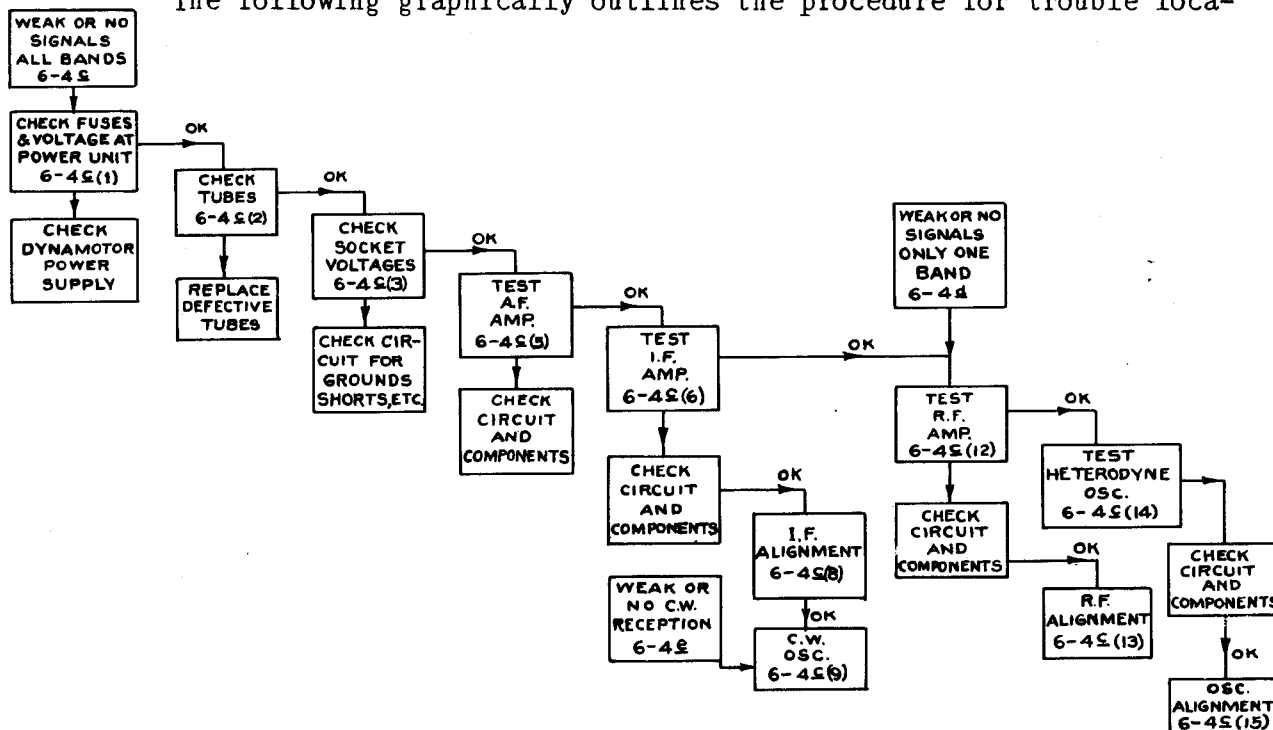 The following graphically outlines the procedure for trouble loca-
WEAK OR NO
SIGNALS
ALL BANDS
6-4c
CHECK FUSES
& VOLTAGE AT
POWER UNIT
6-4c(1)
OK
CHECK
DYNAMOTOR
POWER
SUPPLY
CHECK
TUBES
6-4c(2)
OK
REPLACE
DEFECTIVE
TUBES
CHECK
SOCKET
VOLTAGES
6-4c(3)
OK
CHECK CIR-
CUIT FOR
GROUNDS
SHORTS, ETC.
TEST
A.F.
AMP.
6-4c(5)
OK
CHECK
CIRCUIT
AND
COMPONENTS
TEST
I.F.
AMP.
6-4c(6)
OK
CHECK
CIRCUIT
AND
COMPONENTS
OK
I.F.
ALIGNMENT
6-4c(8)
OK
WEAK OR
NO C.W.
RECEPTION
6-4e
C.W.
OSC.
6-4c(9)
WEAK OR NO
SIGNALS
ONLY ONE
BAND
6-4d
TEST
R.F.
AMP.
6-4c(12)
OK
CHECK
CIRCUIT
AND
COMPONENTS
OK
R.F.
ALIGNMENT
6-4c(13)
TEST
HETERODYNE
OSC.
6-4c(14)
OK
CHECK
CIRCUIT
AND
COMPONENTS
OK
OSC.
ALIGNMENT
6-4c(15)